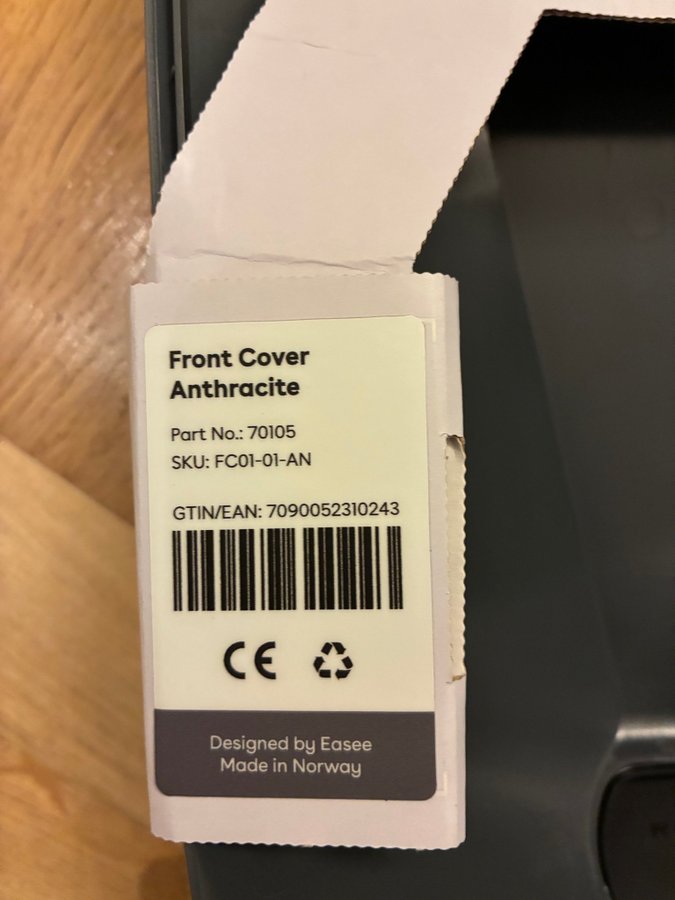 Front Cover
Anthracite
Part No.: 70105
SKU: FC01-01-AN
GTIN/EAN: 7090052310243
CE
Designed by Easee
Made in Norway